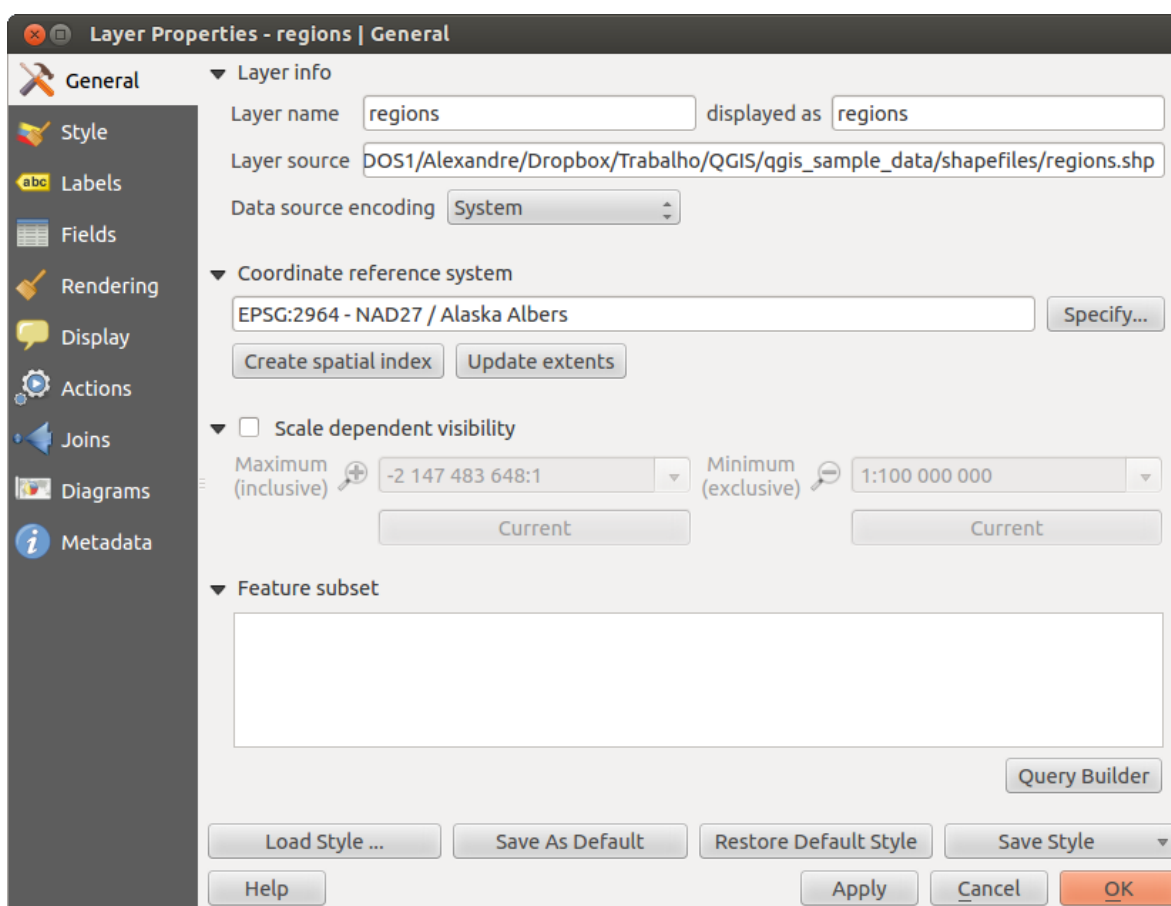 Layer Properties - regions | General
General
Style
abc Labels
Fields
Rendering
Display
Actions
Joins
Diagrams
i Metadata
Layer info
Layer name regions displayed as regions
Layer source DOS1/Alexandre/Dropbox/Trabalho/QGIS/qgis_sample_data/shapefiles/regions.shp
Data source encoding System
Coordinate reference system
EPSG:2964 - NAD27 / Alaska Albers Specify...
Create spatial index Update extents
Scale dependent visibility
Maximum (inclusive) -2 147 483 648:1 Minimum (exclusive) 1:100 000 000
Current Current
Feature subset
Query Builder
Load Style ... Save As Default Restore Default Style Save Style
Help Apply Cancel OK